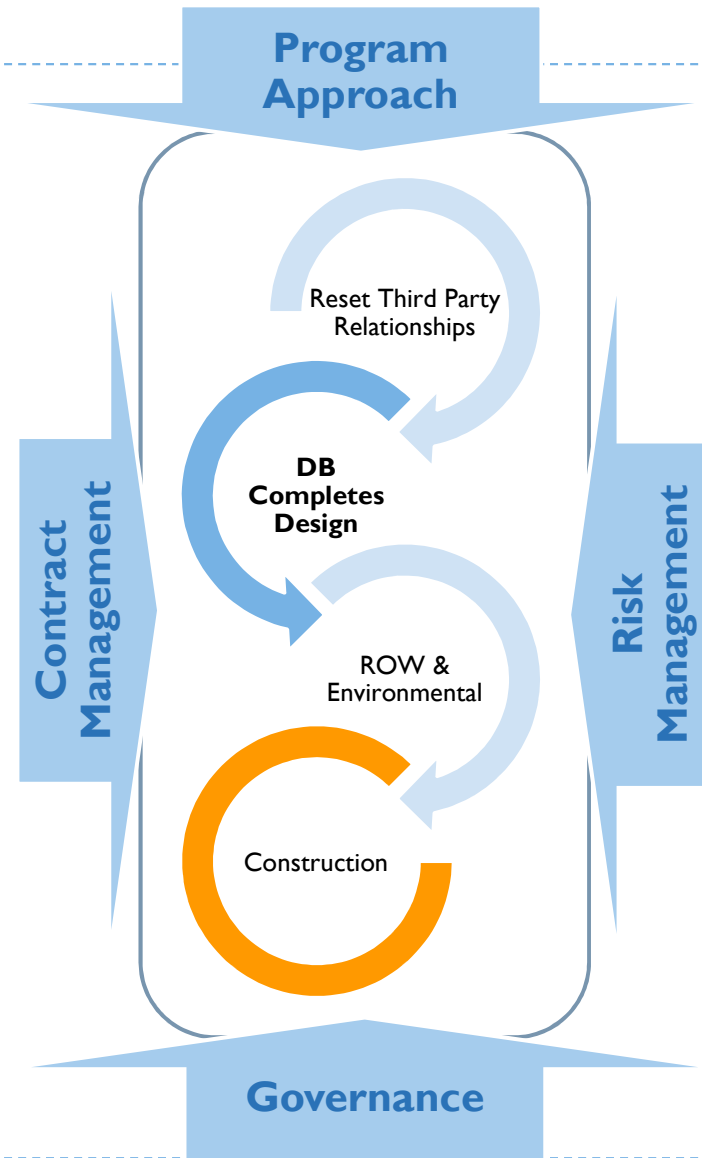 Program
Approach
Reset Third Party
Relationships
DB
Completes
Design
Contract
Management
Risk
Management
ROW &
Environmental
Construction
Governance